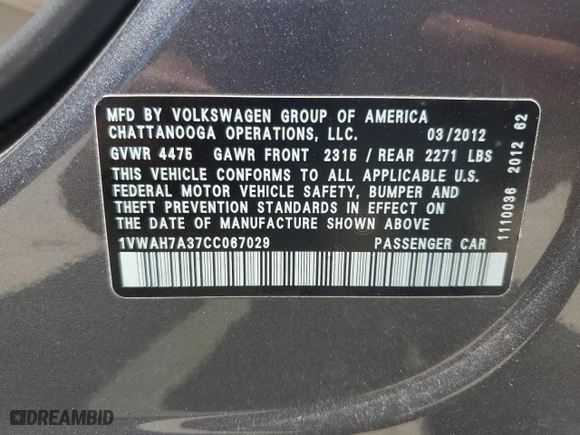 MFD BY VOLKSWAGEN GROUP OF AMERICA
CHATTANOOGA OPERATIONS, LLC. 03/2012
GVWR 4475 GAWR FRONT 2315 / REAR 2271 LBS
THIS VEHICLE CONFORMS TO ALL APPLICABLE U.S.
FEDERAL MOTOR VEHICLE SAFETY, BUMPER AND
THEFT PREVENTION STANDARDS IN EFFECT ON
THE DATE OF MANUFACTURE SHOWN ABOVE
1VWAH7A37CC067029 PASSENGER CAR
1110036 2012 62
DREAMBID